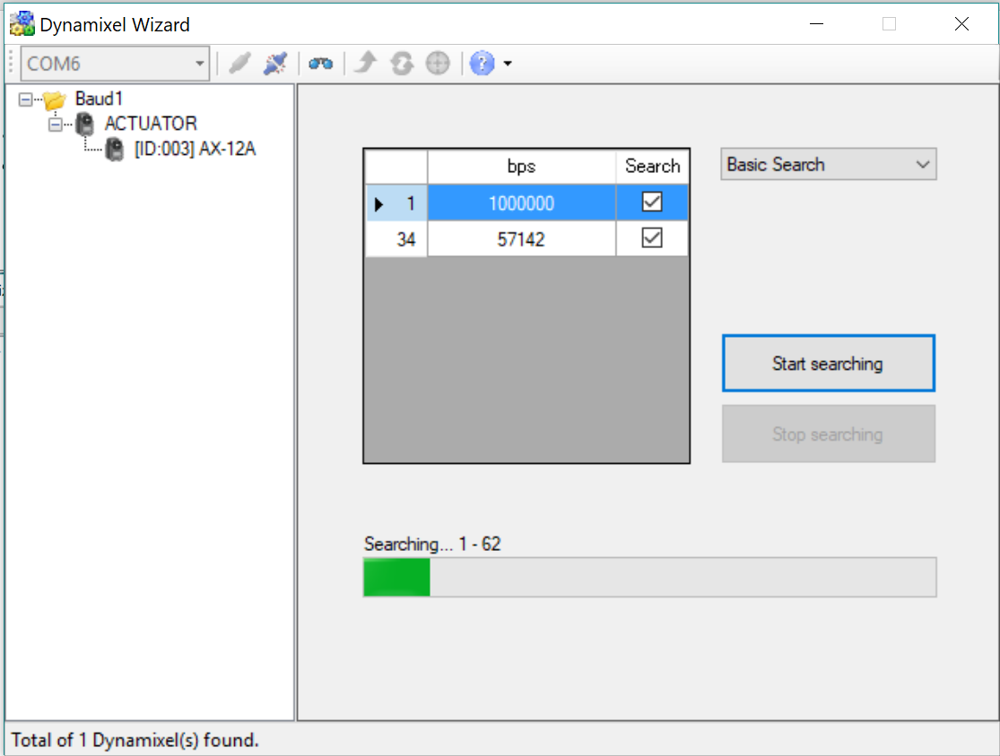 Dynamixel Wizard
COM6
Baud1
ACTUATOR
[ID:003] AX-12A
bps Search
1 1000000
34 57142
Basic Search
Start searching
Stop searching
Searching... 1 - 62
Total of 1 Dynamixel(s) found.